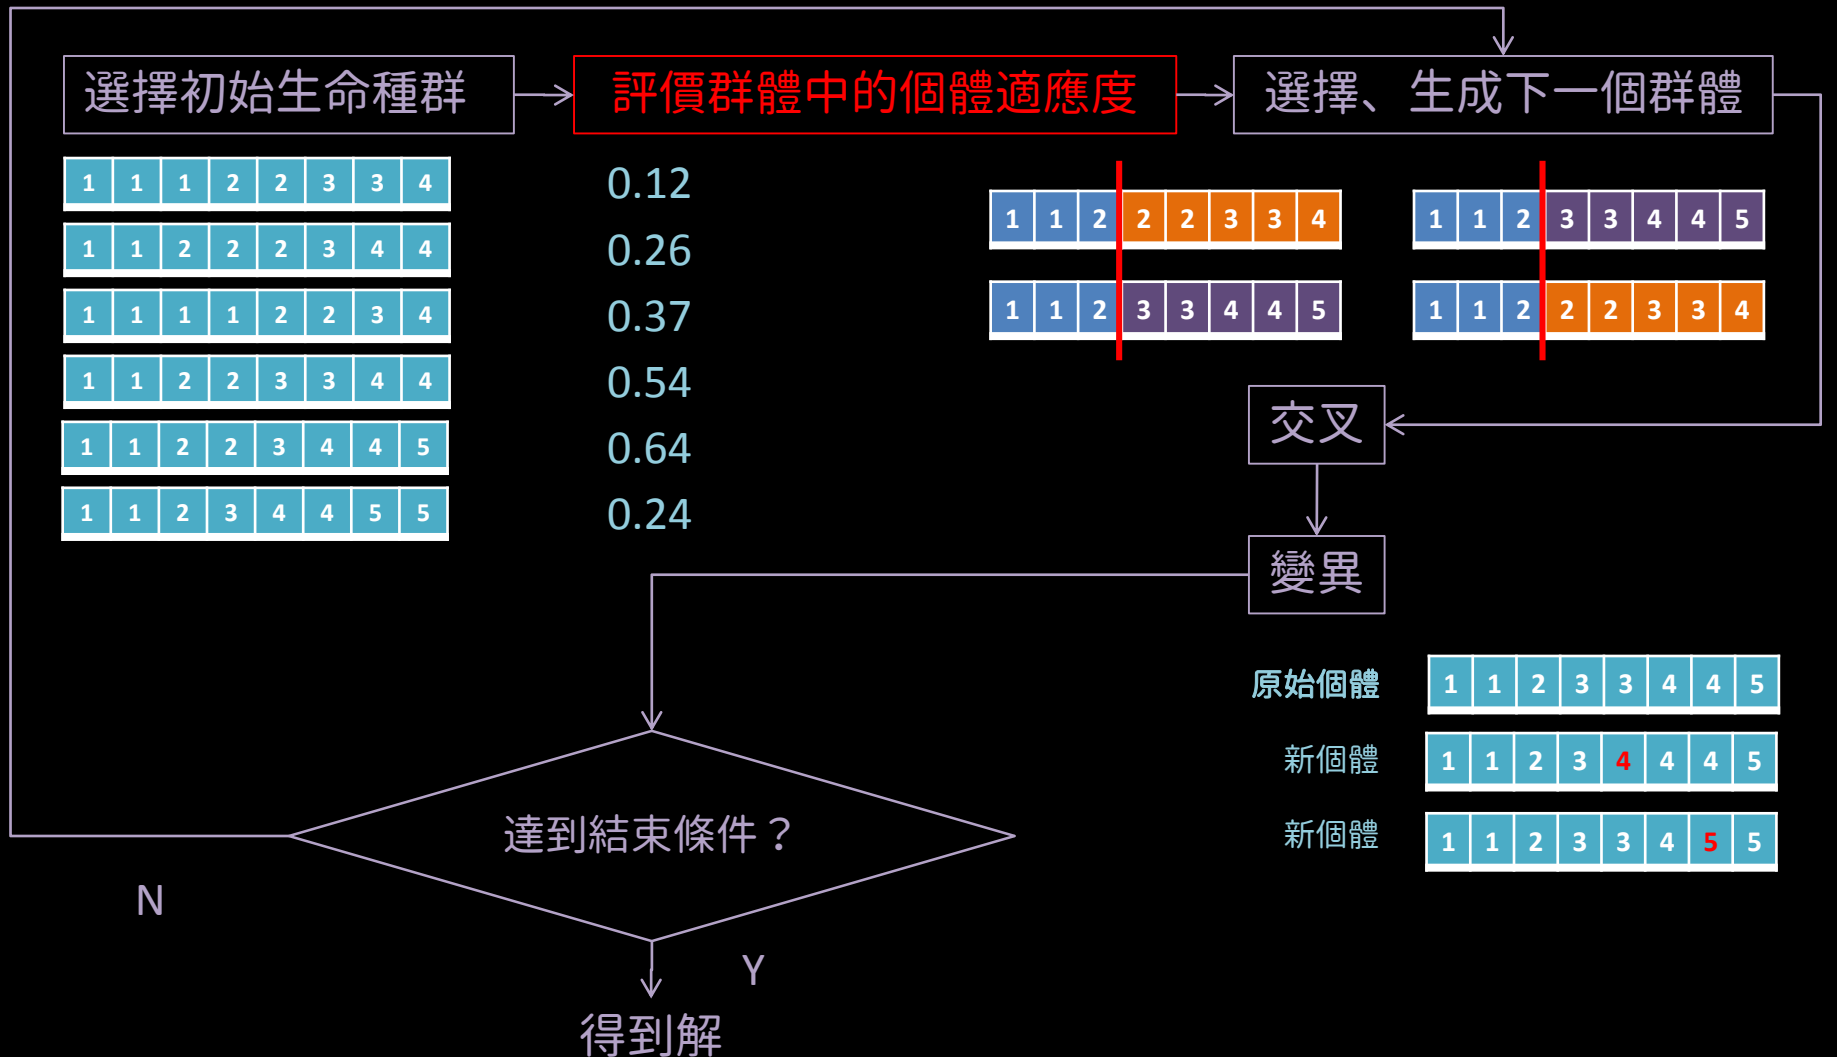 選擇初始生命種群
評價群體中的個體適應度
選擇、生成下一個群體
1 1 1 2 2 3 3 4
0.12
1 1 2 2 2 3 4 4
0.26
1 1 1 1 2 2 3 4
0.37
1 1 2 2 3 3 4 4
0.54
1 1 2 2 3 4 4 5
0.64
1 1 2 3 4 4 5 5
0.24
1 1 2 2 2 3 3 4
1 1 2 3 3 4 4 5
1 1 2 3 3 4 4 5
1 1 2 2 2 3 3 4
交叉
變異
原始個體
1 1 2 3 3 4 4 5
新個體
1 1 2 3 4 4 4 5
新個體
1 1 2 3 3 4 5 5
達到結束條件？
N
Y
得到解